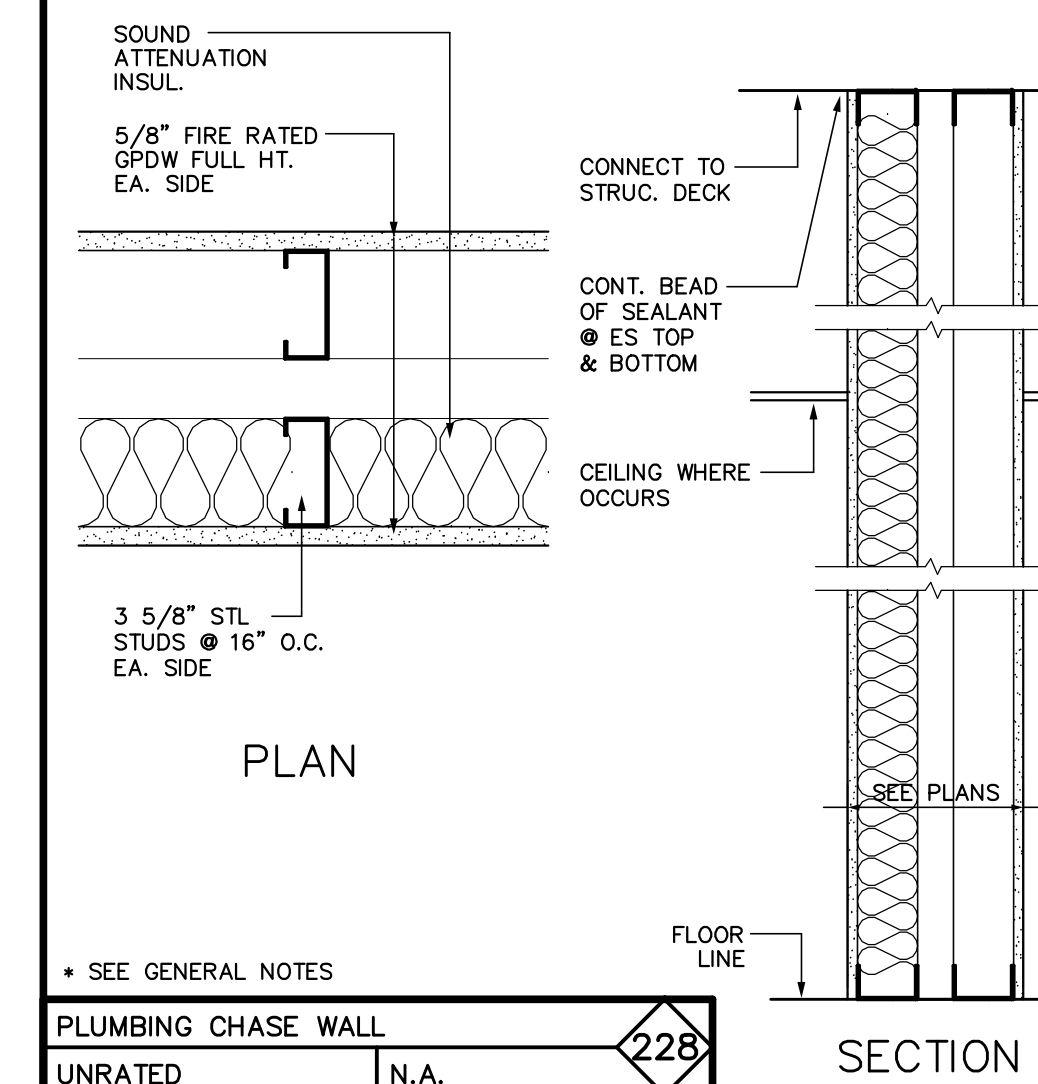 SOUND
ATTENUATION
INSUL.
5/8" FIRE RATED
GPDW FULL HT.
EA. SIDE
3 5/8" STL
STUDS @ 16" O.C.
EA. SIDE
PLAN
CONNECT TO
STRUC. DECK
CONT. BEAD
OF SEALANT
@ ES TOP
& BOTTOM
CEILING WHERE
OCCURS
SEE PLANS
FLOOR
LINE
SECTION
* SEE GENERAL NOTES
PLUMBING CHASE WALL
228
UNRATED
N.A.